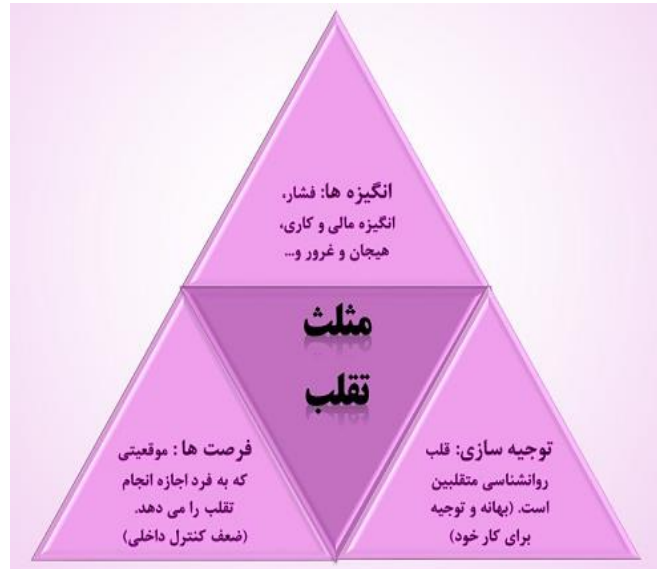 انگیزه ها: فشار،
انگیزه مالی و کاری،
هیجان و غرور و...
مثلث
تقلب
توجیه سازی: قلب
روانشناسی متقلبین
است. (بهانه و توجیه
برای کار خود)
فرصت ها : موقعیتی
که به فرد اجازه انجام
تقلب را می دهد.
(ضعف کنترل داخلی)